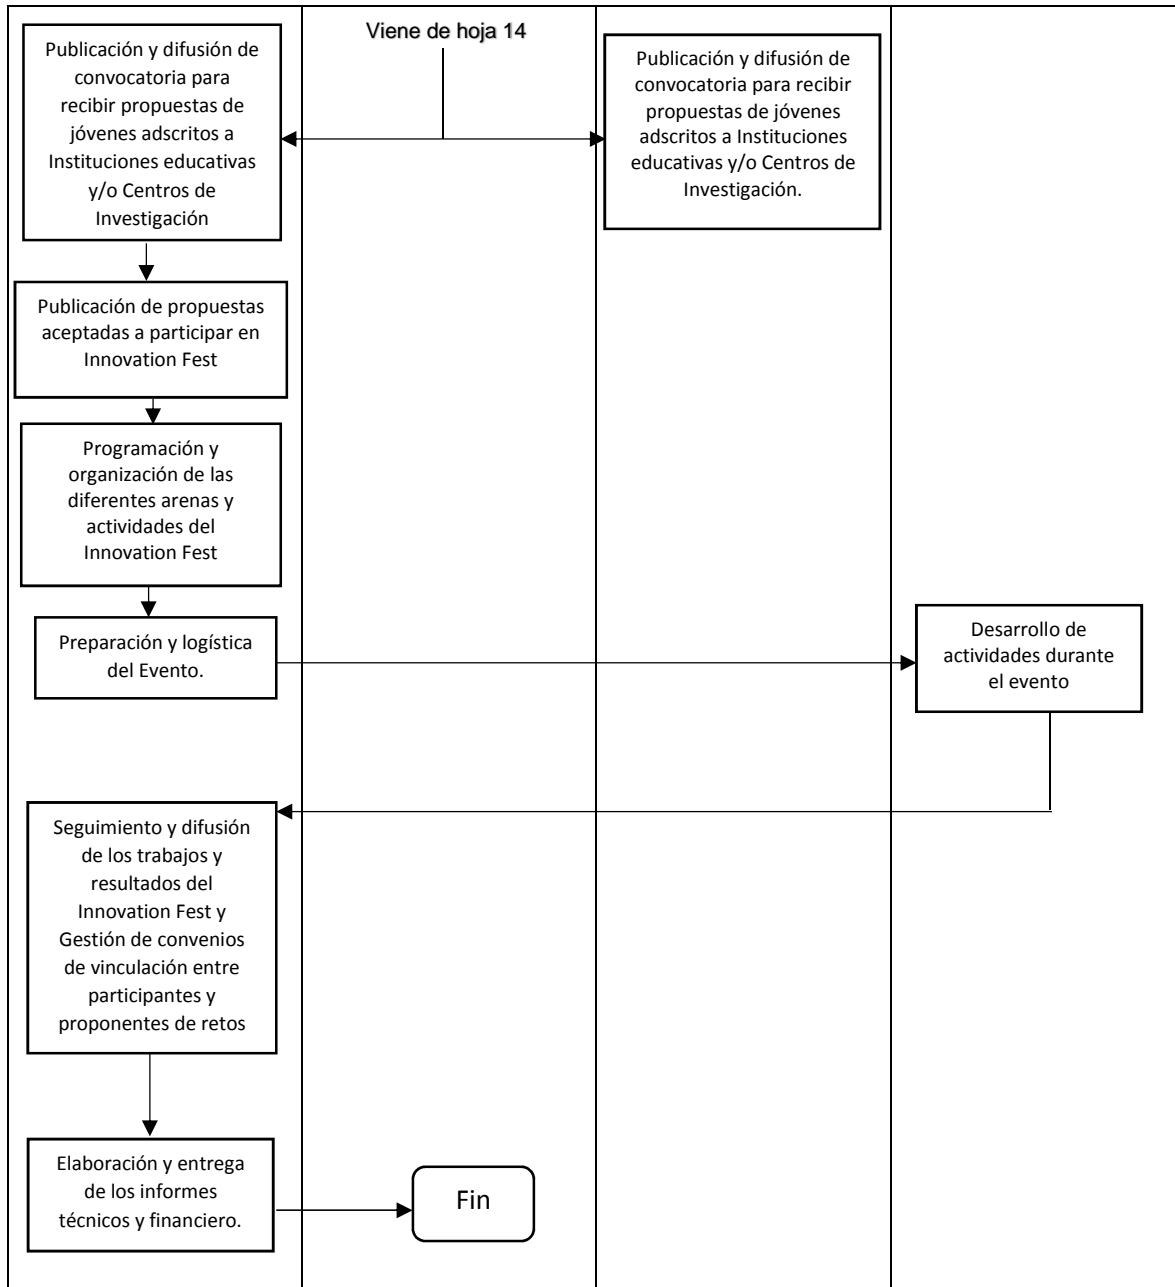 Viene de hoja 14
Publicación y difusión de
convocatoria para
recibir propuestas de
jóvenes adscritos a
Instituciones educativas
y/o Centros de
Investigación
Publicación y difusión de
convocatoria para recibir
propuestas de jóvenes
adscritos a Instituciones
educativas y/o Centros de
Investigación.
Publicación de propuestas
aceptadas a participar en
Innovation Fest
Programación y
organización de las
diferentes arenas y
actividades del
Innovation Fest
Preparación y logística
del Evento.
Desarrollo de
actividades durante
el evento
Seguimiento y difusión
de los trabajos y
resultados del
Innovation Fest y
Gestión de convenios
de vinculación entre
participantes y
proponentes de retos
Elaboración y entrega
de los informes
técnicos y financiero.
Fin